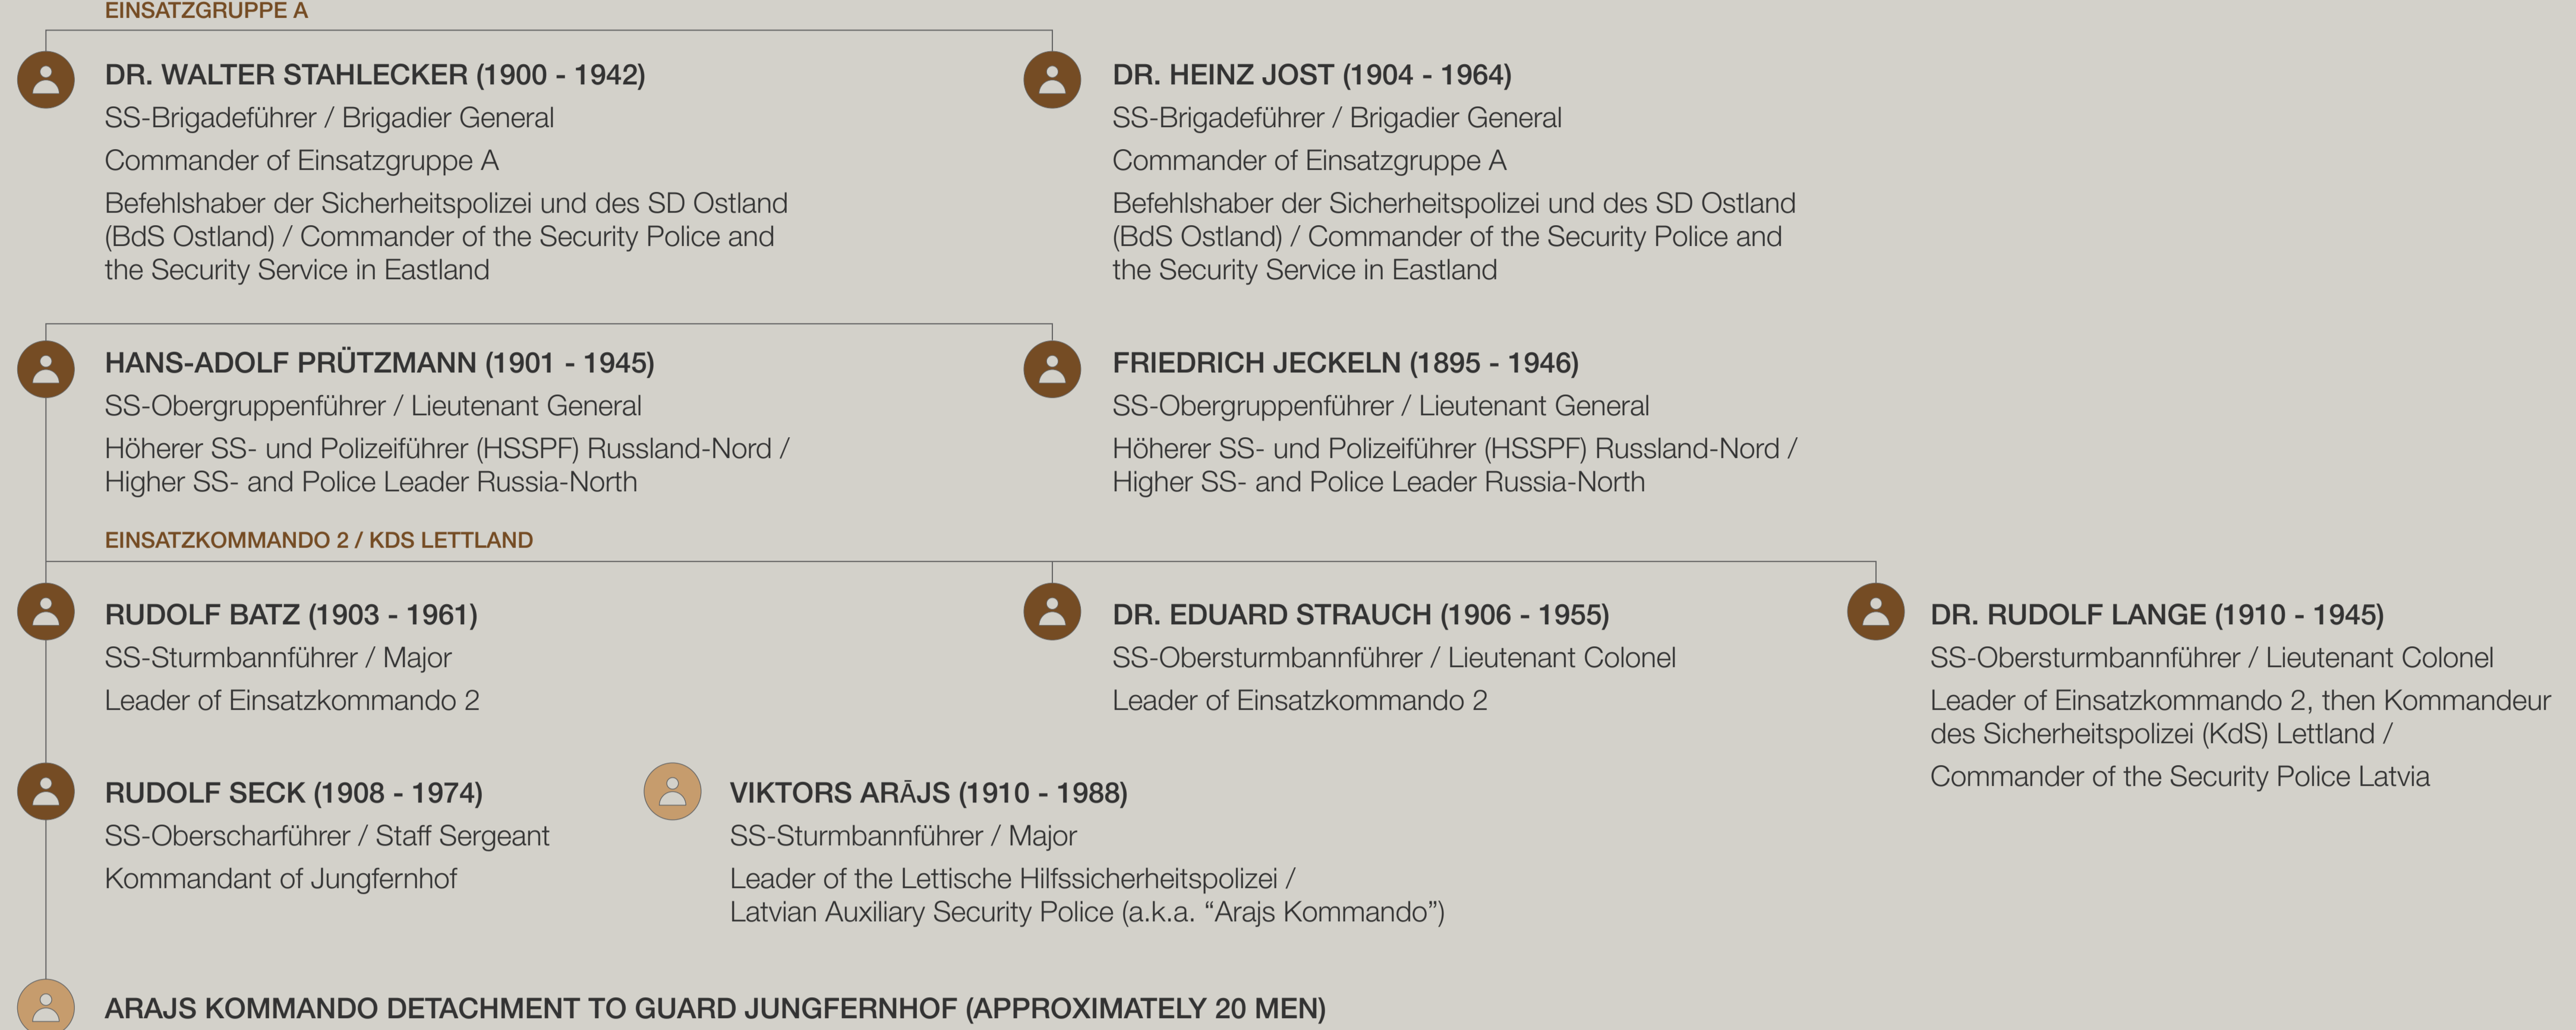 EINSATZGRUPPE A
DR. WALTER STAHLECKER (1900 - 1942)
SS-Brigadeführer / Brigadier General
Commander of Einsatzgruppe A
Befehlshaber der Sicherheitspolizei und des SD Ostland
(BdS Ostland) / Commander of the Security Police and
the Security Service in Eastland
DR. HEINZ JOST (1904 - 1964)
SS-Brigadeführer / Brigadier General
Commander of Einsatzgruppe A
Befehlshaber der Sicherheitspolizei und des SD Ostland
(BdS Ostland) / Commander of the Security Police and
the Security Service in Eastland
HANS-ADOLF PRÜTZMANN (1901 - 1945)
SS-Obergruppenführer / Lieutenant General
Höherer SS- und Polizeiführer (HSSPF) Russland-Nord /
Higher SS- and Police Leader Russia-North
FRIEDRICH JECKELN (1895 - 1946)
SS-Obergruppenführer / Lieutenant General
Höherer SS- und Polizeiführer (HSSPF) Russland-Nord /
Higher SS- and Police Leader Russia-North
EINSATZKOMMANDO 2 / KDS LETTLAND
RUDOLF BATZ (1903 - 1961)
SS-Sturmbannführer / Major
Leader of Einsatzkommando 2
DR. EDUARD STRAUCH (1906 - 1955)
SS-Obersturmbannführer / Lieutenant Colonel
Leader of Einsatzkommando 2
DR. RUDOLF LANGE (1910 - 1945)
SS-Obersturmbannführer / Lieutenant Colonel
Leader of Einsatzkommando 2, then Kommandeur
des Sicherheitspolizei (KdS) Lettland /
Commander of the Security Police Latvia
RUDOLF SECK (1908 - 1974)
SS-Oberscharführer / Staff Sergeant
Kommandant of Jungfernhof
VIKTORS ARĀJS (1910 - 1988)
SS-Sturmbannführer / Major
Leader of the Lettische Hilfssicherheitspolizei /
Latvian Auxiliary Security Police (a.k.a. “Arajs Kommando”)
ARAJS KOMMANDO DETACHMENT TO GUARD JUNGFERNHOF (APPROXIMATELY 20 MEN)